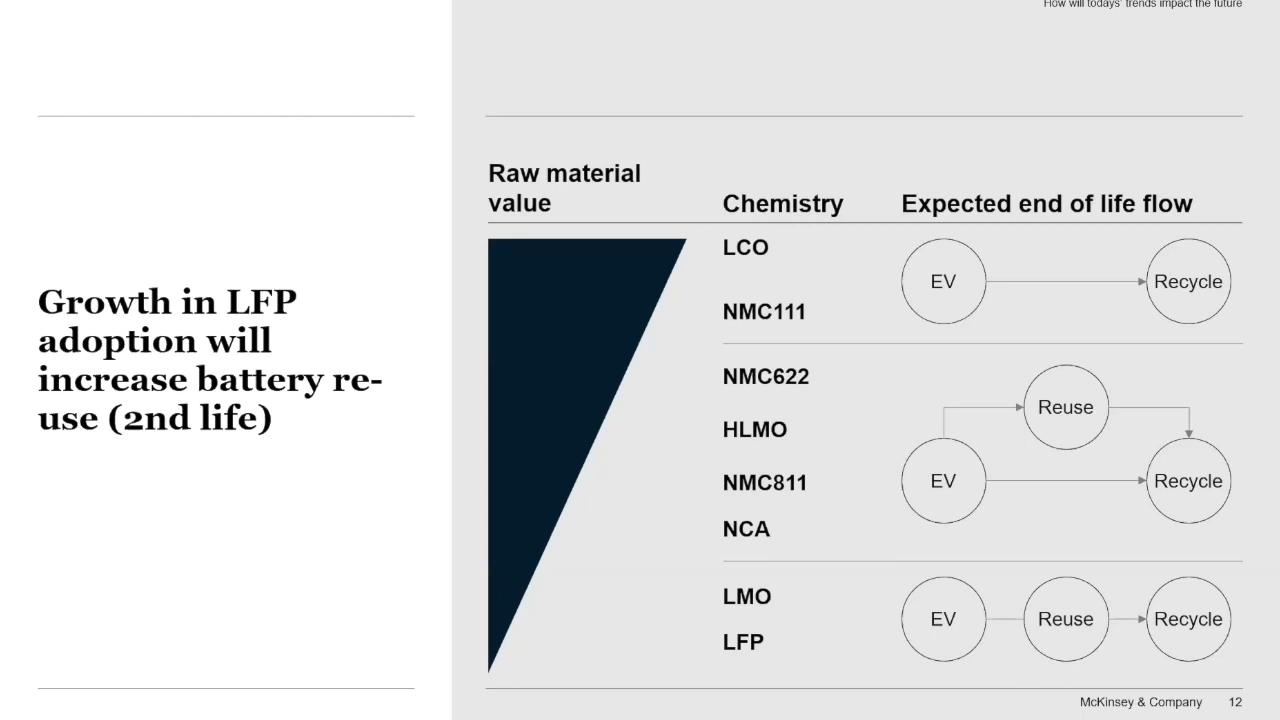 How will todays' trends impact the future
Growth in LFP
adoption will
increase battery re-
use (2nd life)
Raw material
value
Chemistry
Expected end of life flow
LCO
NMC111
EV
Recycle
NMC622
HLMO
NMC811
NCA
Reuse
EV
Recycle
LMO
LFP
EV
Reuse
Recycle
McKinsey & Company 12